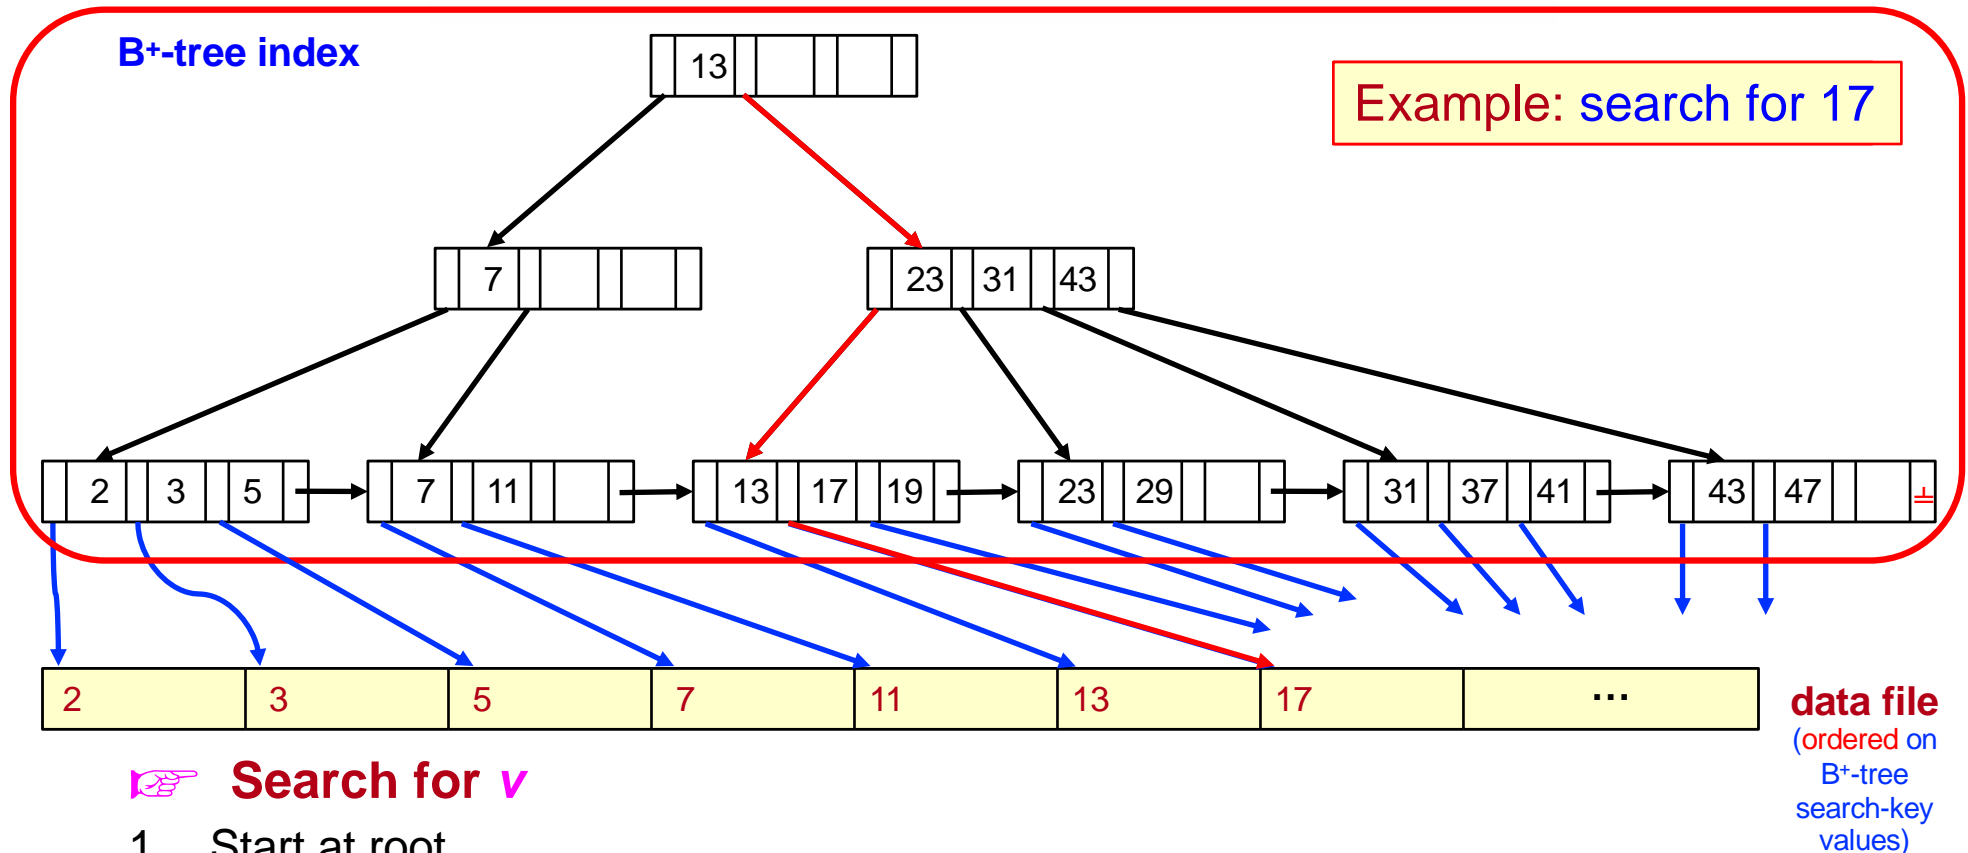 B+-tree index
13
Example: search for 17
7
23 31 43
2 3 5 7 11 13 17 19 23 29 31 37 41 43 47
2 3 5 7 11 13 17 ...
data file
(ordered on
B+-tree
search-key
values)
Search for v
1 Start at root